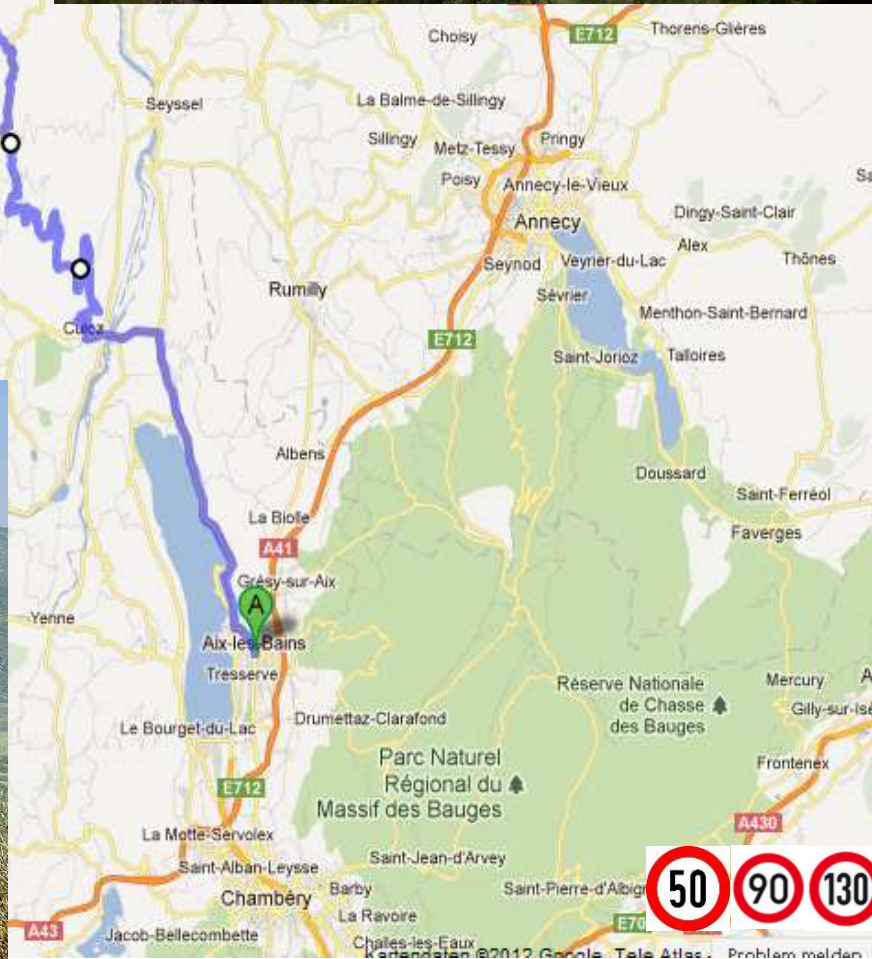 Choisy
E712
Thorens-Glières
Seyssel
La Balme-de-Sillingy
Sillingy
Metz-Tessy
Pringy
Poisy
Annecy-le-Vieux
Annecy
Dingy-Saint-Clair
Alex
Thônes
Seynod
Veyrier-du-Lac
Rumilly
Sévrier
Menthon-Saint-Bernard
Culoz
E712
Saint-Jorioz
Talloires
Albens
Doussard
Saint-Ferréol
La Biolle
Faverges
A41
Grésy-sur-Aix
A
Yenne
Aix-les-Bains
Tresserve
Réserve Nationale
de Chasse
des Bauges
Mercury
Gilly-sur-Isè
Le Bourget-du-Lac
Drumettaz-Clarafond
Parc Naturel
Régional du
Massif des Bauges
Frontenex
E712
A430
La Motte-Servolex
Saint-Jean-d'Arvey
Saint-Alban-Leysse
Chambéry
Barby
Saint-Pierre-d'Albign
50
90
130
La Ravoire
E70
A43
Jacob-Bellecombette
Challes-les-Eaux
Kartendaten ©2012 Google, Tele Atlas - Problem melden